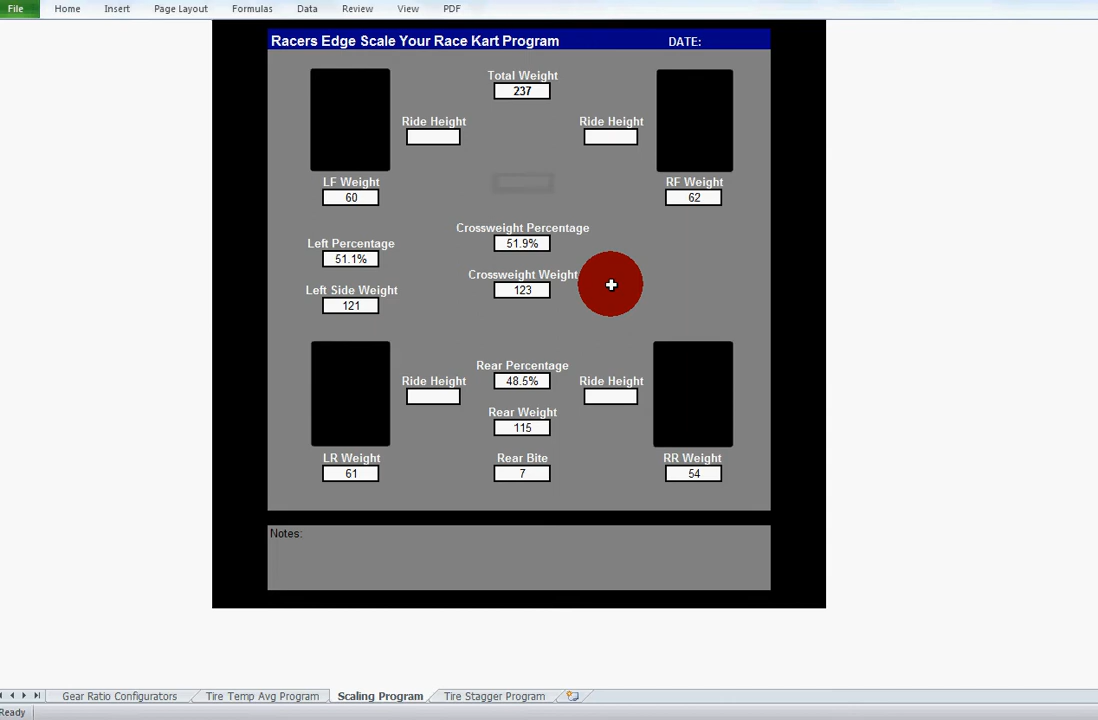 File Home Insert Page Layout Formulas Data Review View PDF
Racers Edge Scale Your Race Kart Program DATE:
Total Weight
237
Ride Height Ride Height
LF Weight RF Weight
60 62
Crossweight Percentage
51.9%
Left Percentage
51.1%
Crossweight Weight
123
Left Side Weight
121
Rear Percentage
48.5%
Ride Height Ride Height
Rear Weight
115
LR Weight Rear Bite RR Weight
61 7 54
Notes:
Gear Ratio Configurators Tire Temp Avg Program Scaling Program Tire Stagger Program
Ready